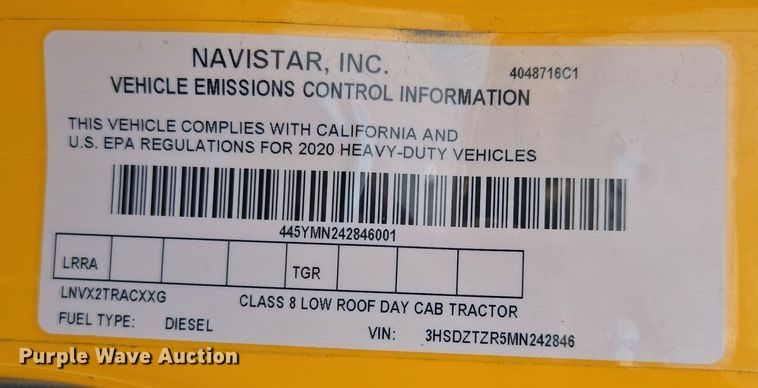 NAVISTAR, INC.
4048716C1
VEHICLE EMISSIONS CONTROL INFORMATION
THIS VEHICLE COMPLIES WITH CALIFORNIA AND
U.S. EPA REGULATIONS FOR 2020 HEAVY-DUTY VEHICLES
445YMN242846001
LRRA TGR
LNVX2TRACXXG CLASS 8 LOW ROOF DAY CAB TRACTOR
FUEL TYPE: DIESEL VIN: 3HSDZTZR5MN242846
Purple Wave Auction